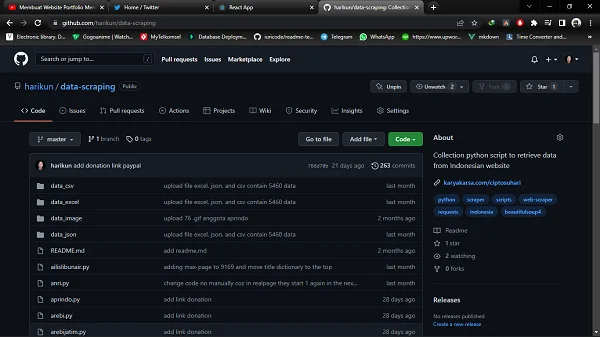 Membuat Website Portfolio Men
Home / Twitter
React App
harikun/data-scraping: Collection
github.com/harikun/data-scraping
Electronic library. D...
Gogoanime | Watch
MyTelkomsel
Database Deploym...
iuricode/readme-te...
Telegram
WhatsApp
https://www.upwor...
mkdown
Time Converter and...
Search or jump to...
/
Pull requests
Issues
Marketplace
Explore
harikun / data-scraping
Public
Unpin
Unwatch 2
Fork 0
Star 1
Code
Issues
Pull requests
Actions
Projects
Wiki
Security
Insights
Settings
master
1 branch
0 tags
Go to file
Add file
Code
harikun add donation link paypal
21 days ago
263 commits
data_csv
upload file excel, json, and csv contain 5460 data
last month
data_excel
upload file excel, json, and csv contain 5460 data
last month
data_image
upload 76 .gif anggota aprindo
2 months ago
data_json
upload file excel, json, and csv contain 5460 data
last month
README.md
add readme.md
2 months ago
ailislibunair.py
adding max-page to 9169 and move title dictionary to the top
last month
anri.py
change code no manually coz in realpage they start 1 again in the nex...
last month
aprindo.py
add link donation
28 days ago
arebi.py
add link donation
28 days ago
arebijatim.py
add link donation
28 days ago
About
Collection python script to retrieve data
from Indonesian website
karyakarsa.com/ciptosuhari
python
scraper
scripts
web-scraper
requests
indonesia
beautifulsoup4
Readme
1 star
2 watching
0 forks
Releases
No releases published
Create a new release